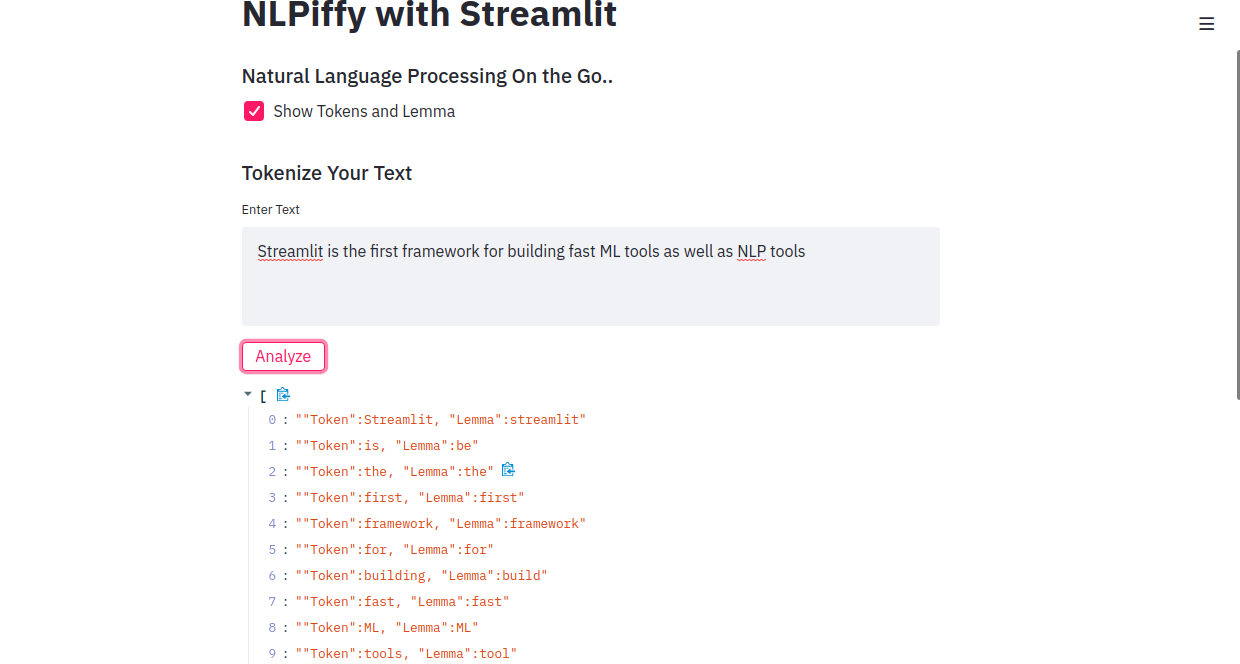 NLPiffy with Streamlit
Natural Language Processing On the Go..
Show Tokens and Lemma
Tokenize Your Text
Enter Text
Streamlit is the first framework for building fast ML tools as well as NLP tools
Analyze
[
0 : ""Token":Streamlit, "Lemma":streamlit"
1 : ""Token":is, "Lemma":be"
2 : ""Token":the, "Lemma":the"
3 : ""Token":first, "Lemma":first"
4 : ""Token":framework, "Lemma":framework"
5 : ""Token":for, "Lemma":for"
6 : ""Token":building, "Lemma":build"
7 : ""Token":fast, "Lemma":fast"
8 : ""Token":ML, "Lemma":ML"
9 : ""Token":tools, "Lemma":tool"